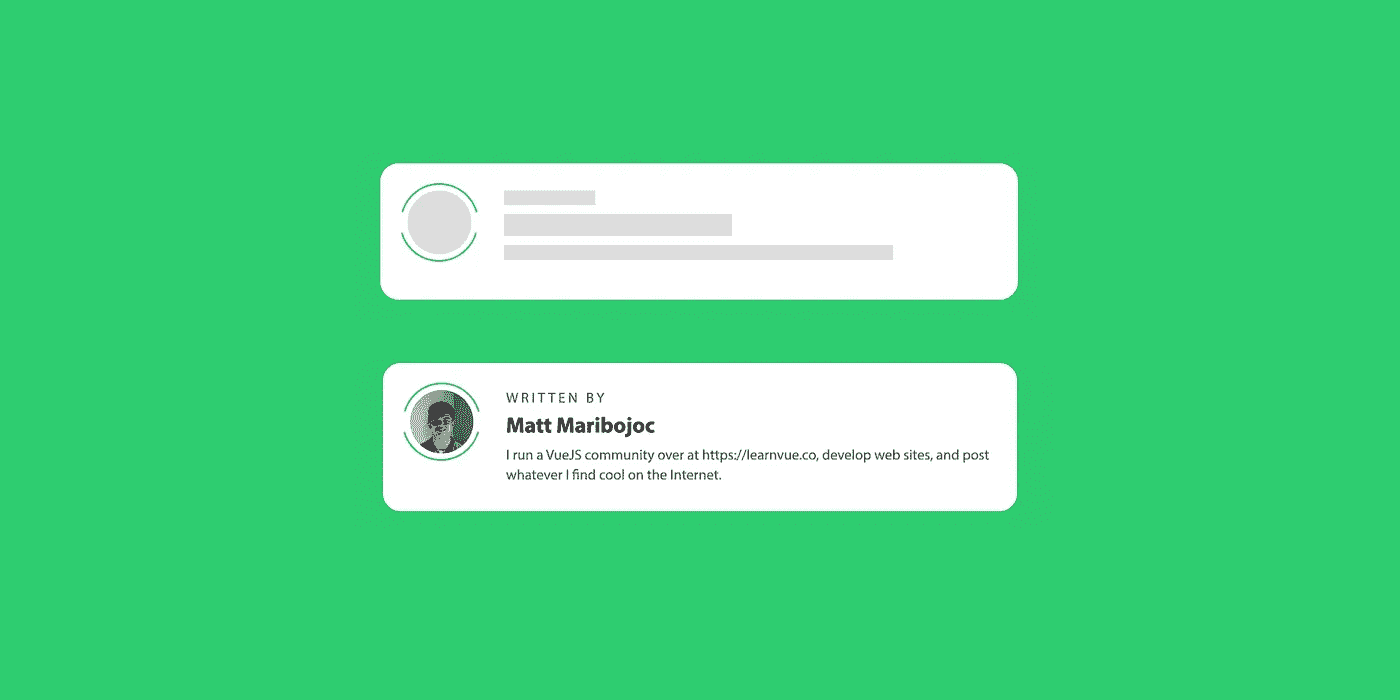 WRITTEN BY
Matt Maribojoc
I run a VueJS community over at https://learnvue.co, develop web sites, and post
whatever I find cool on the Internet.